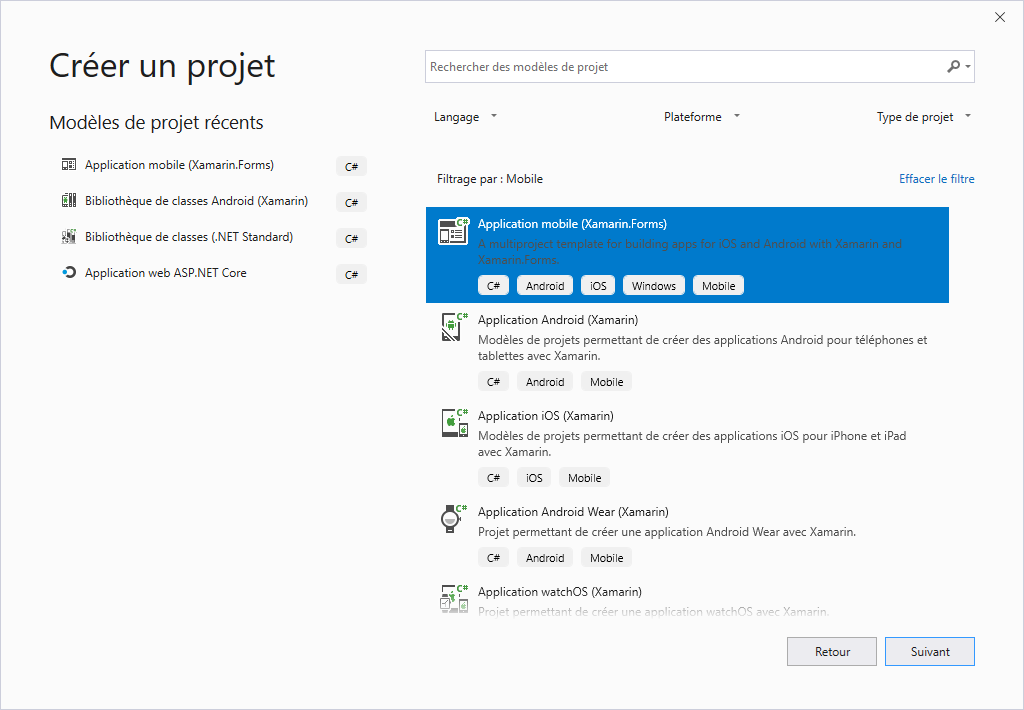 Créer un projet
Modèles de projet récents
Application mobile (Xamarin.Forms) C#
Bibliothèque de classes Android (Xamarin) C#
Bibliothèque de classes (.NET Standard) C#
Application web ASP.NET Core C#
Rechercher des modèles de projet
Langage Plateforme Type de projet
Filtrage par : Mobile Effacer le filtre
C#
Application mobile (Xamarin.Forms)
A multiproject template for building apps for iOS and Android with Xamarin and
Xamarin.Forms.
C# Android iOS Windows Mobile
C#
Application Android (Xamarin)
Modèles de projets permettant de créer des applications Android pour téléphones et
tablettes avec Xamarin.
C# Android Mobile
C#
Application iOS (Xamarin)
Modèles de projets permettant de créer des applications iOS pour iPhone et iPad
avec Xamarin.
C# iOS Mobile
C#
Application Android Wear (Xamarin)
Projet permettant de créer une application Android Wear avec Xamarin.
C# Android Mobile
C#
Application watchOS (Xamarin)
Projet permettant de créer une application watchOS avec Xamarin.
Retour Suivant